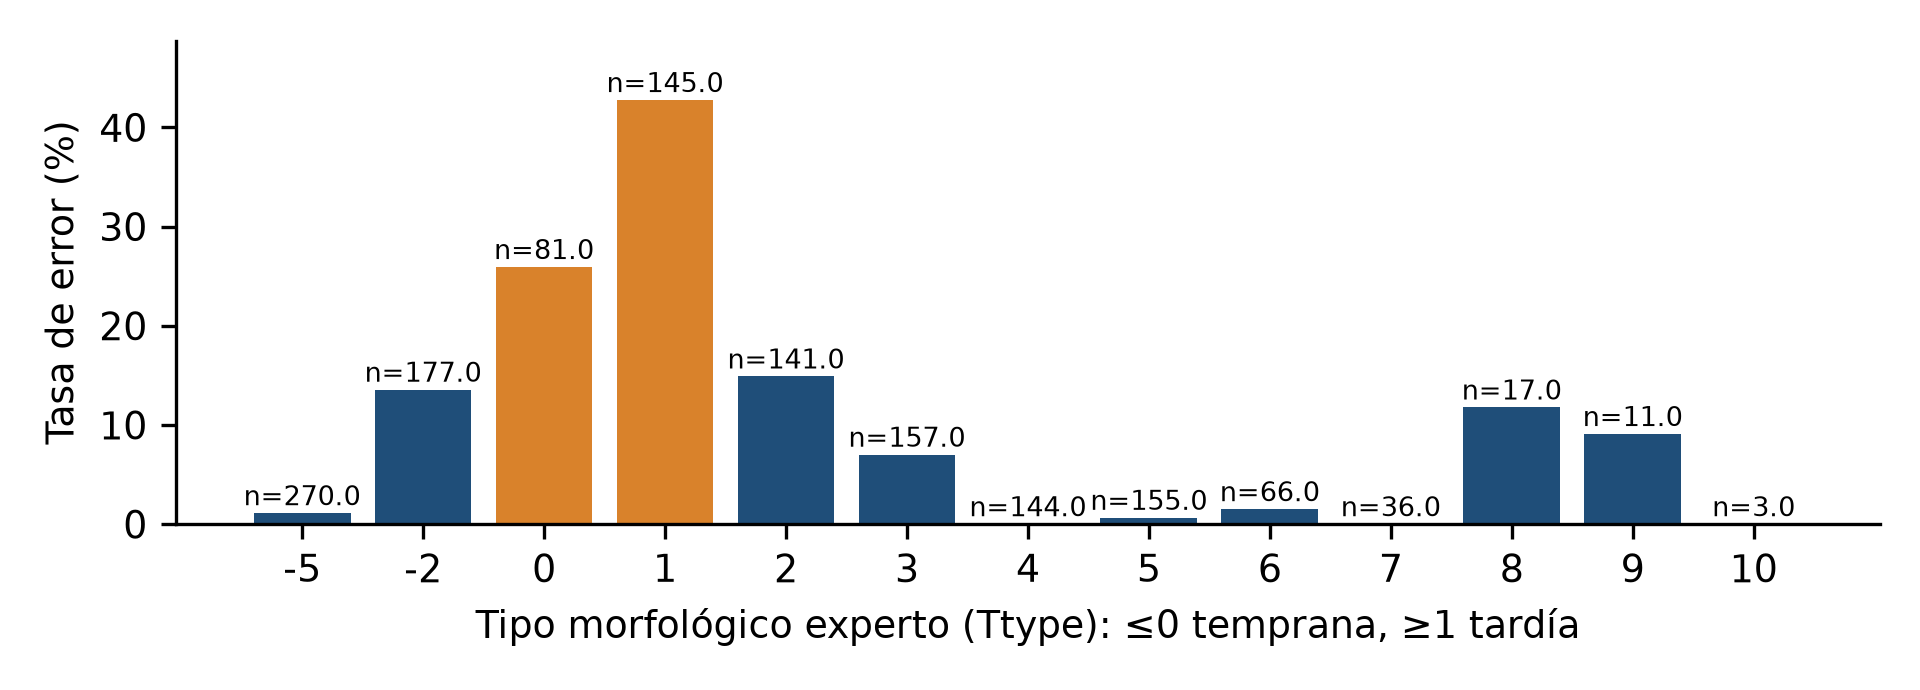 Tasa de error (%)
40
30
20
10
0
n=270.0
n=177.0
n=81.0
n=145.0
n=141.0
n=157.0
n=144.0
n=155.0
n=66.0
n=36.0
n=17.0
n=11.0
n=3.0
-5 -2 0 1 2 3 4 5 6 7 8 9 10
Tipo morfológico experto (Ttype): ≤0 temprana, ≥1 tardía